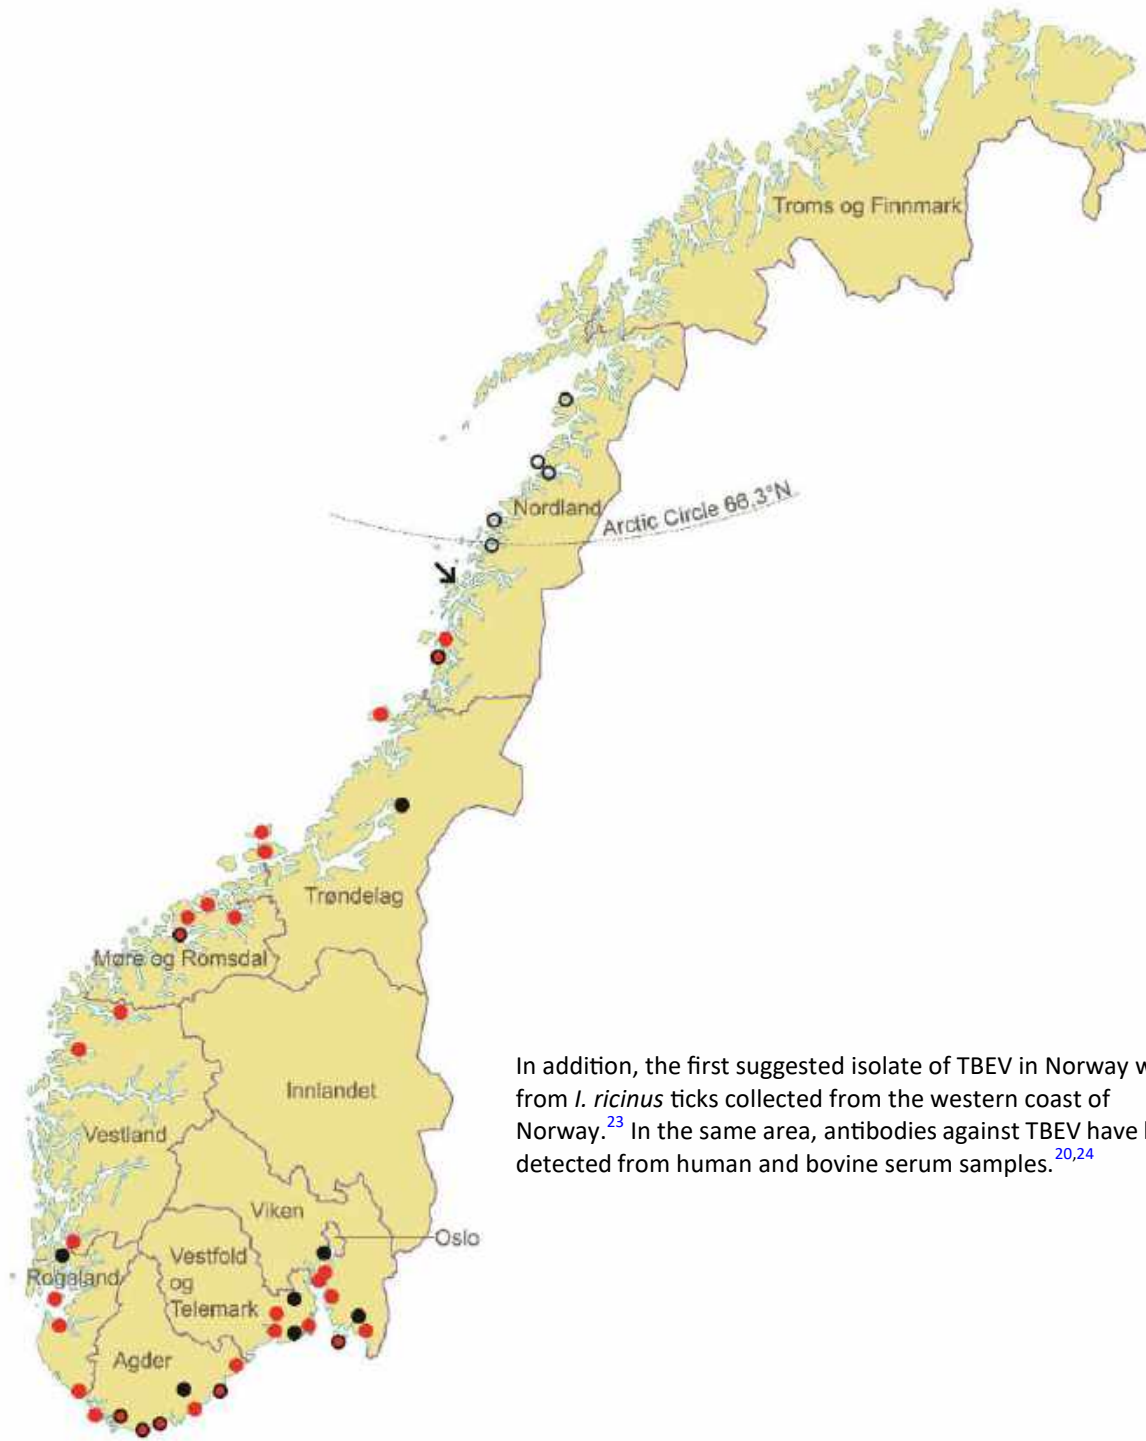 Troms og Finnmark
Nordland
Arctic Circle 66,3°N
Trøndelag
Møre og Romsdal
Innlandet
Vestland
Viken
Oslo
Vestfold
og
Telemark
Rogaland
Agder
In addition, the first suggested isolate of TBEV in Norway w
from I. ricinus ticks collected from the western coast of
Norway.23 In the same area, antibodies against TBEV have
detected from human and bovine serum samples.20,24